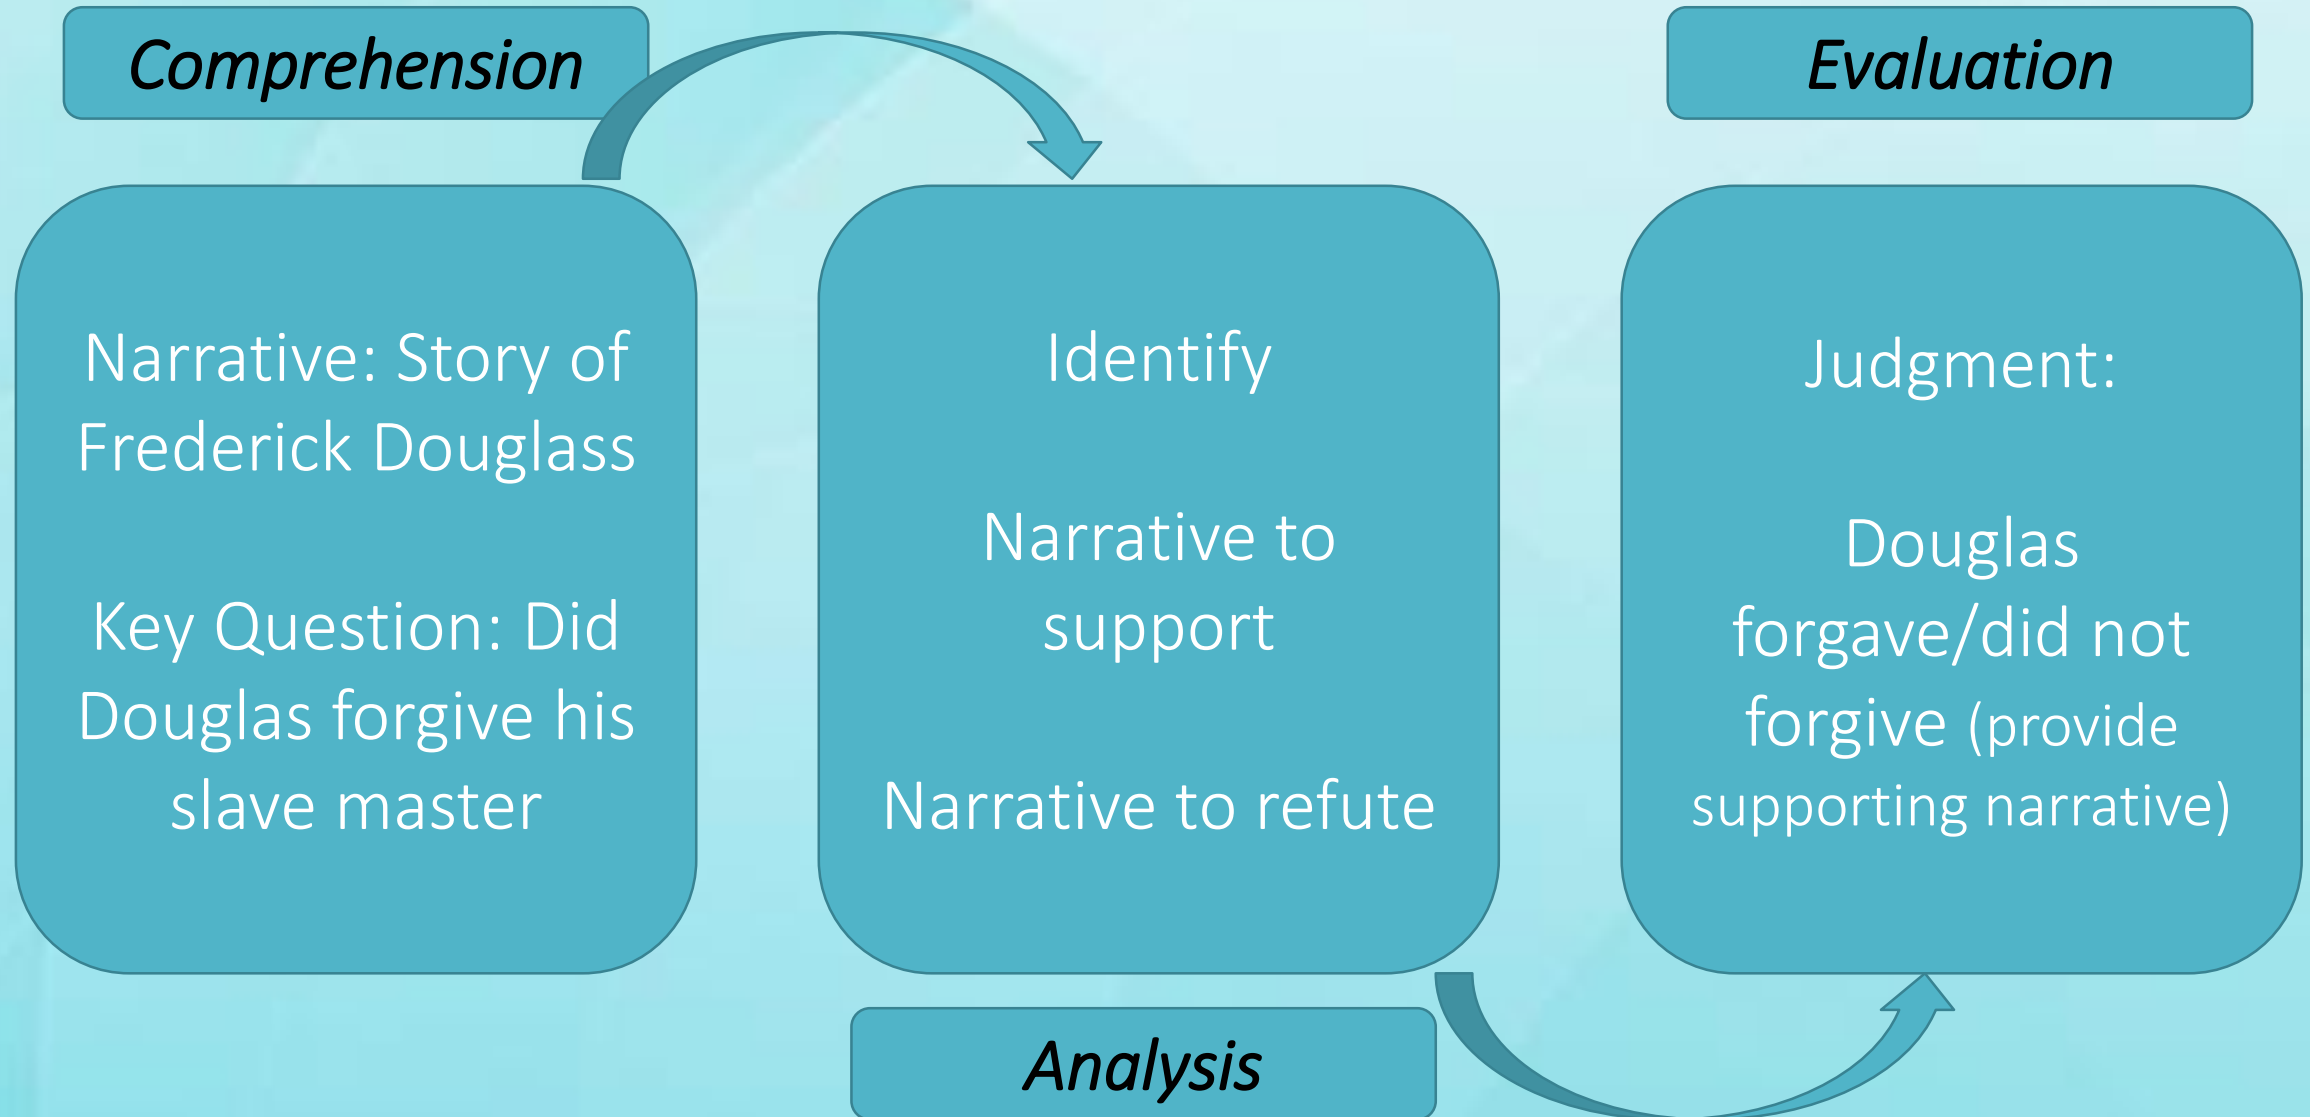 Comprehension
Narrative: Story of
Frederick Douglass
Key Question: Did
Douglas forgive his
slave master
Identify
Narrative to
support
Narrative to refute
Analysis
Evaluation
Judgment:
Douglas
forgave/did not
forgive (provide
supporting narrative)